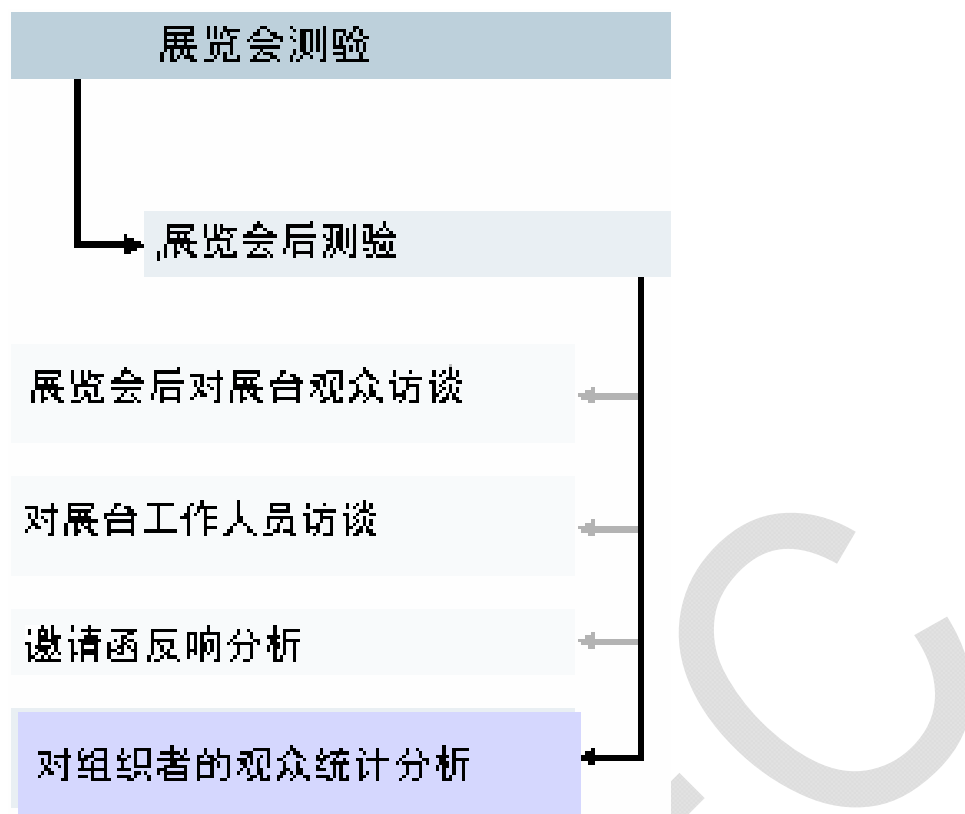 展览会测验
展览会后测验
展览会后对展台观众访谈
对展台工作人员访谈
邀请函反响分析
对组织者的观众统计分析